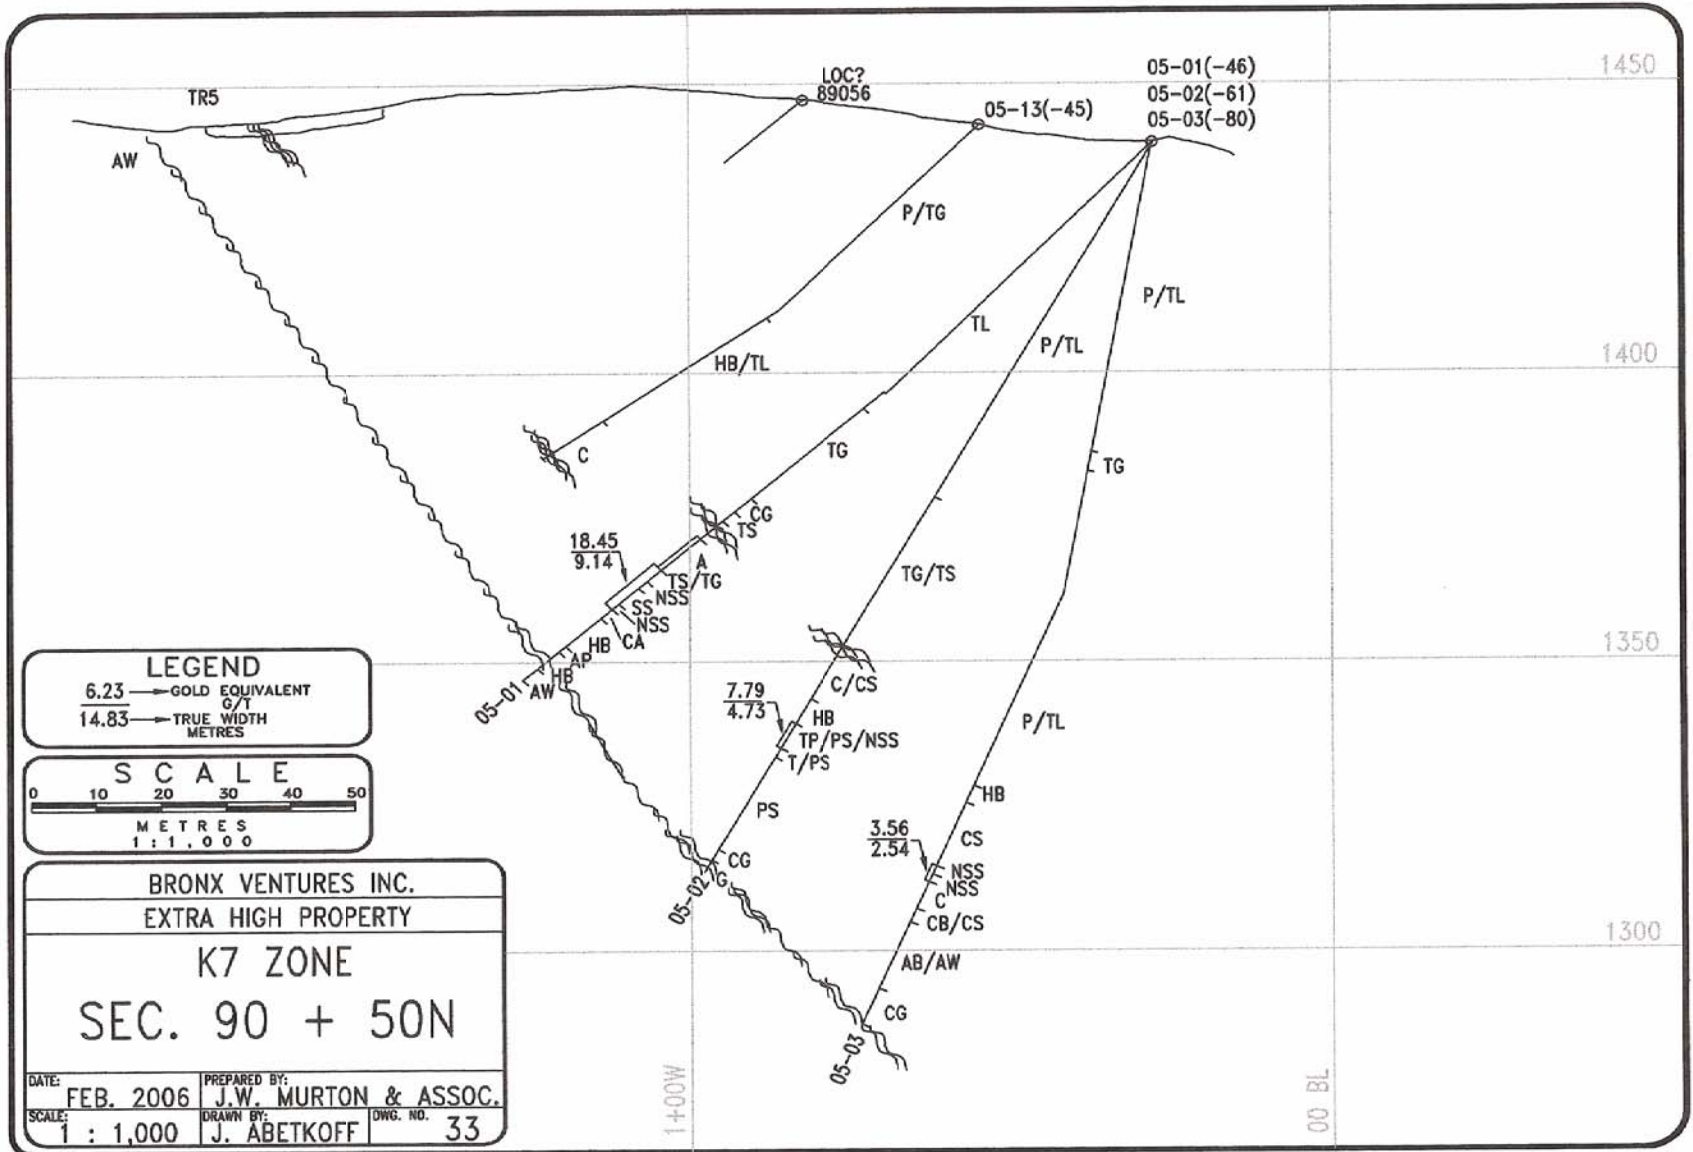 1450
1400
1350
1300
1+00W
00 BL
TR5
AW
LOC?
89056
05-13(-45)
05-01(-46)
05-02(-61)
05-03(-80)
P/TG
HB/TL
C
TL
TG
CG
TS
A
TS/TG
NSS
SS
NSS
CA
HB
AP
HB
AW
05-01
18.45
9.14
P/TL
TG/TS
C/CS
HB
TP/PS/NSS
T/PS
PS
CG
G
05-02
7.79
4.73
P/TL
TG
P/TL
HB
CS
NSS
NSS
C
CB/CS
AB/AW
CG
05-03
3.56
2.54
LEGEND
6.23 GOLD EQUIVALENT
G/T
14.83 TRUE WIDTH
METRES
SCALE
0 10 20 30 40 50
METRES
1:1,000
BRONX VENTURES INC.
EXTRA HIGH PROPERTY
K7 ZONE
SEC. 90 + 50N
DATE: FEB. 2006 PREPARED BY: J.W. MURTON & ASSOC.
SCALE: 1 : 1,000 DRAWN BY: J. ABETKOFF DWG. NO. 33